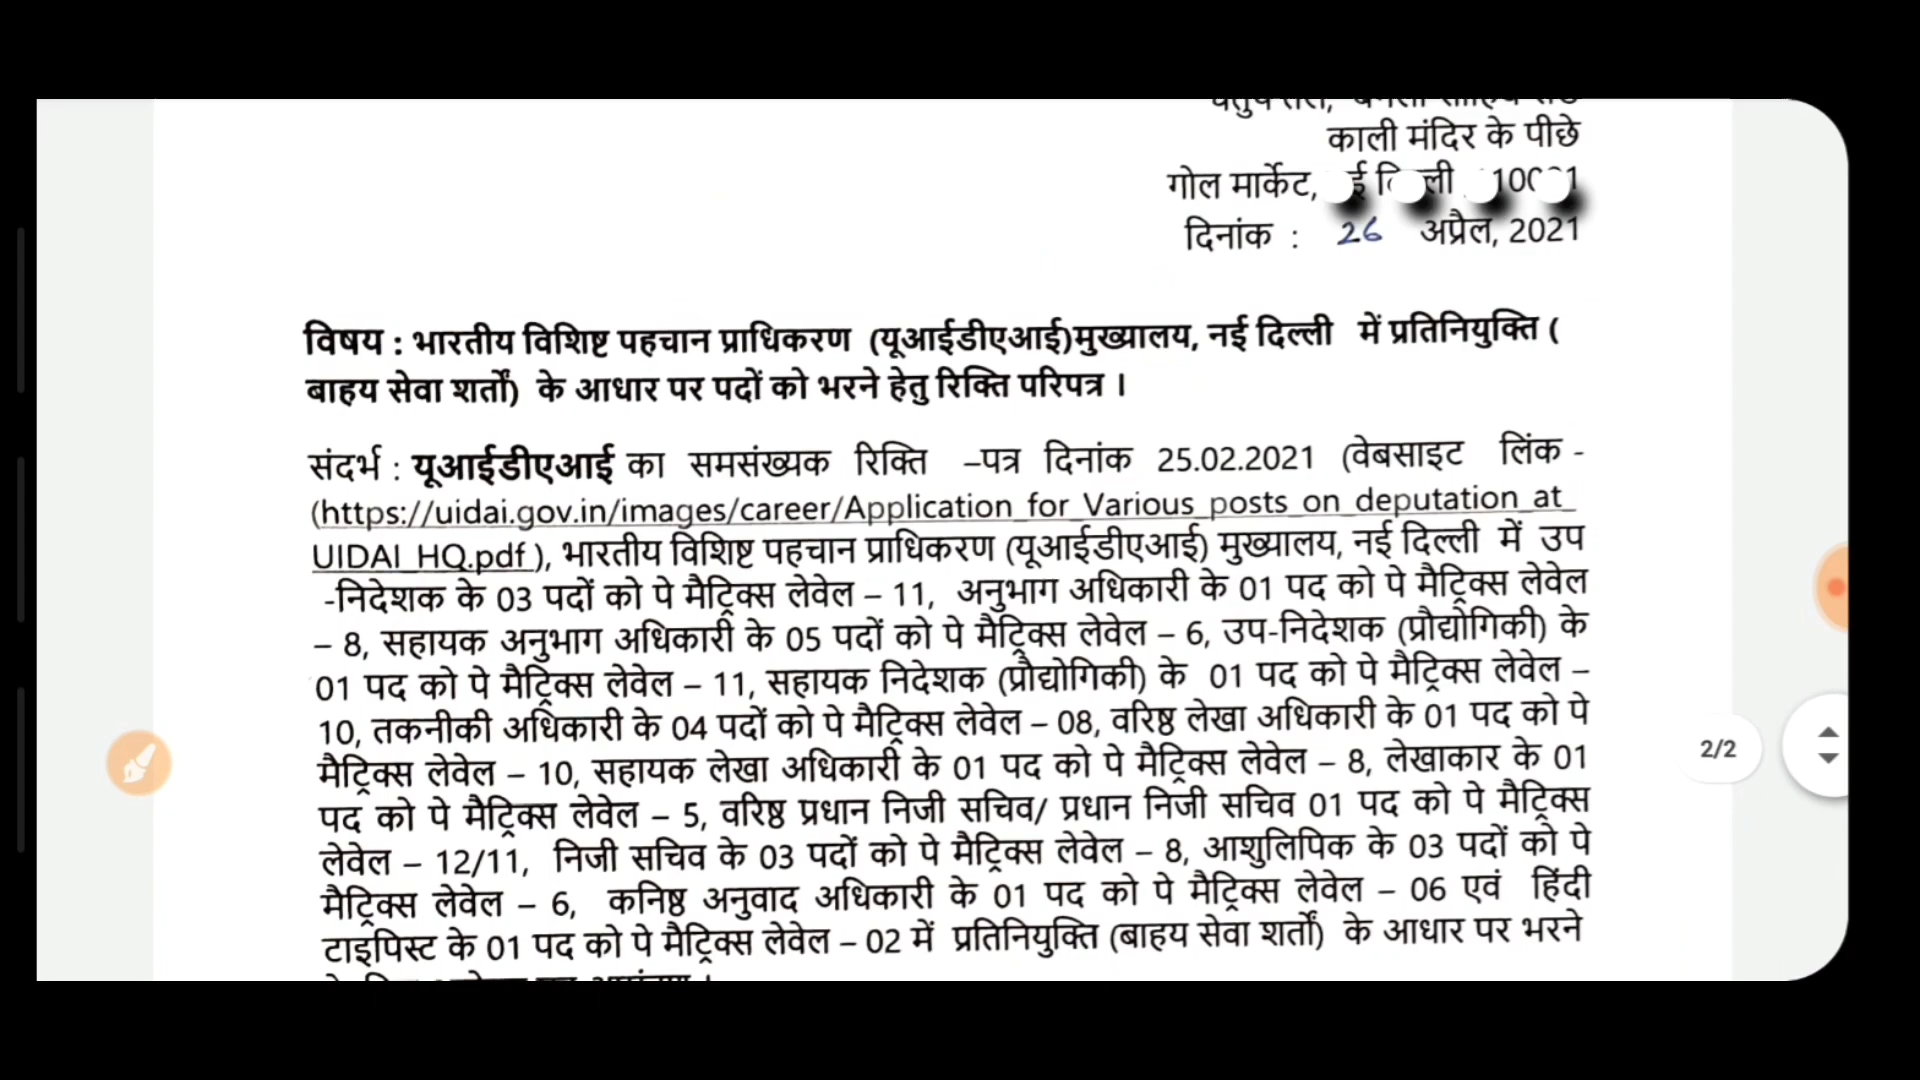 काली मंदिर के पीछे
गोल मार्केट,
दिनांक : 26 अप्रैल, 2021
विषय : भारतीय विशिष्ट पहचान प्राधिकरण (यूआईडीएआई)मुख्यालय, नई दिल्ली में प्रतिनियुक्ति (
बाहय सेवा शर्तों) के आधार पर पदों को भरने हेतु रिक्ति परिपत्र ।
संदर्भ : यूआईडीएआई का समसंख्यक रिक्ति –पत्र दिनांक 25.02.2021 (वेबसाइट लिंक -
(https://uidai.gov.in/images/career/Application_for_Various_posts_on_deputation_at_
UIDAI_HQ.pdf ), भारतीय विशिष्ट पहचान प्राधिकरण (यूआईडीएआई) मुख्यालय, नई दिल्ली में उप
-निदेशक के 03 पदों को पे मैट्रिक्स लेवेल – 11, अनुभाग अधिकारी के 01 पद को पे मैट्रिक्स लेवेल
– 8, सहायक अनुभाग अधिकारी के 05 पदों को पे मैट्रिक्स लेवेल – 6, उप-निदेशक (प्रौद्योगिकी) के
01 पद को पे मैट्रिक्स लेवेल – 11, सहायक निदेशक (प्रौद्योगिकी) के 01 पद को पे मैट्रिक्स लेवेल –
10, तकनीकी अधिकारी के 04 पदों को पे मैट्रिक्स लेवेल – 08, वरिष्ठ लेखा अधिकारी के 01 पद को पे
मैट्रिक्स लेवेल – 10, सहायक लेखा अधिकारी के 01 पद को पे मैट्रिक्स लेवेल – 8, लेखाकार के 01
पद को पे मैट्रिक्स लेवेल – 5, वरिष्ठ प्रधान निजी सचिव/ प्रधान निजी सचिव 01 पद को पे मैट्रिक्स
लेवेल – 12/11, निजी सचिव के 03 पदों को पे मैट्रिक्स लेवेल – 8, आशुलिपिक के 03 पदों को पे
मैट्रिक्स लेवेल – 6, कनिष्ठ अनुवाद अधिकारी के 01 पद को पे मैट्रिक्स लेवेल – 06 एवं हिंदी
टाइपिस्ट के 01 पद को पे मैट्रिक्स लेवेल – 02 में प्रतिनियुक्ति (बाहय सेवा शर्तों) के आधार पर भरने
2/2